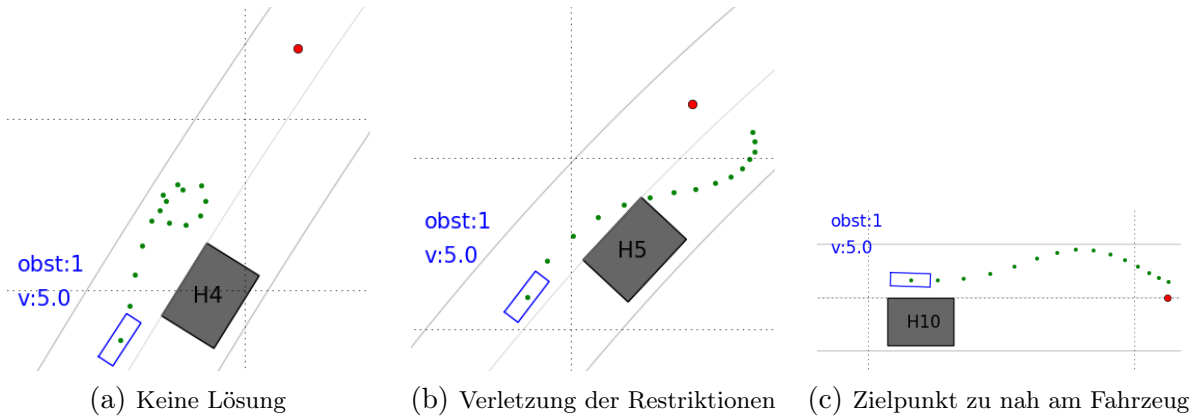 obst:1
v:5.0
H4
(a) Keine Lösung
obst:1
v:5.0
H5
(b) Verletzung der Restriktionen
obst:1
v:5.0
H10
(c) Zielpunkt zu nah am Fahrzeug